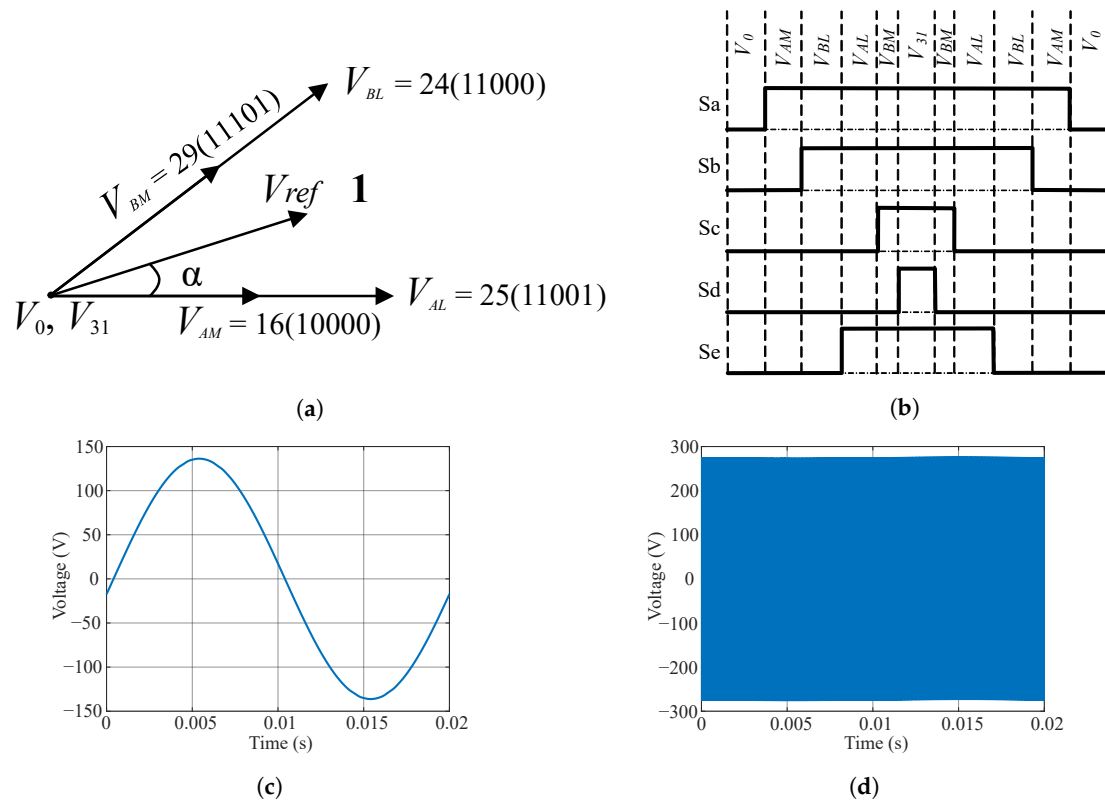 V_BL = 24(11000)
V_BM = 29(11101)
Vref 1
α
V_0, V_31
V_AM = 16(10000)
V_AL = 25(11001)
(a)
V_0 V_AM V_BL V_AL V_BM V_31 V_BM V_AL V_BL V_AM V_0
Sa
Sb
Sc
Sd
Se
(b)
150
100
50
0
−50
−100
−150
Voltage (V)
0 0.005 0.01 0.015 0.02
Time (s)
(c)
300
200
100
0
−100
−200
−300
Voltage (V)
0 0.005 0.01 0.015 0.02
Time (s)
(d)